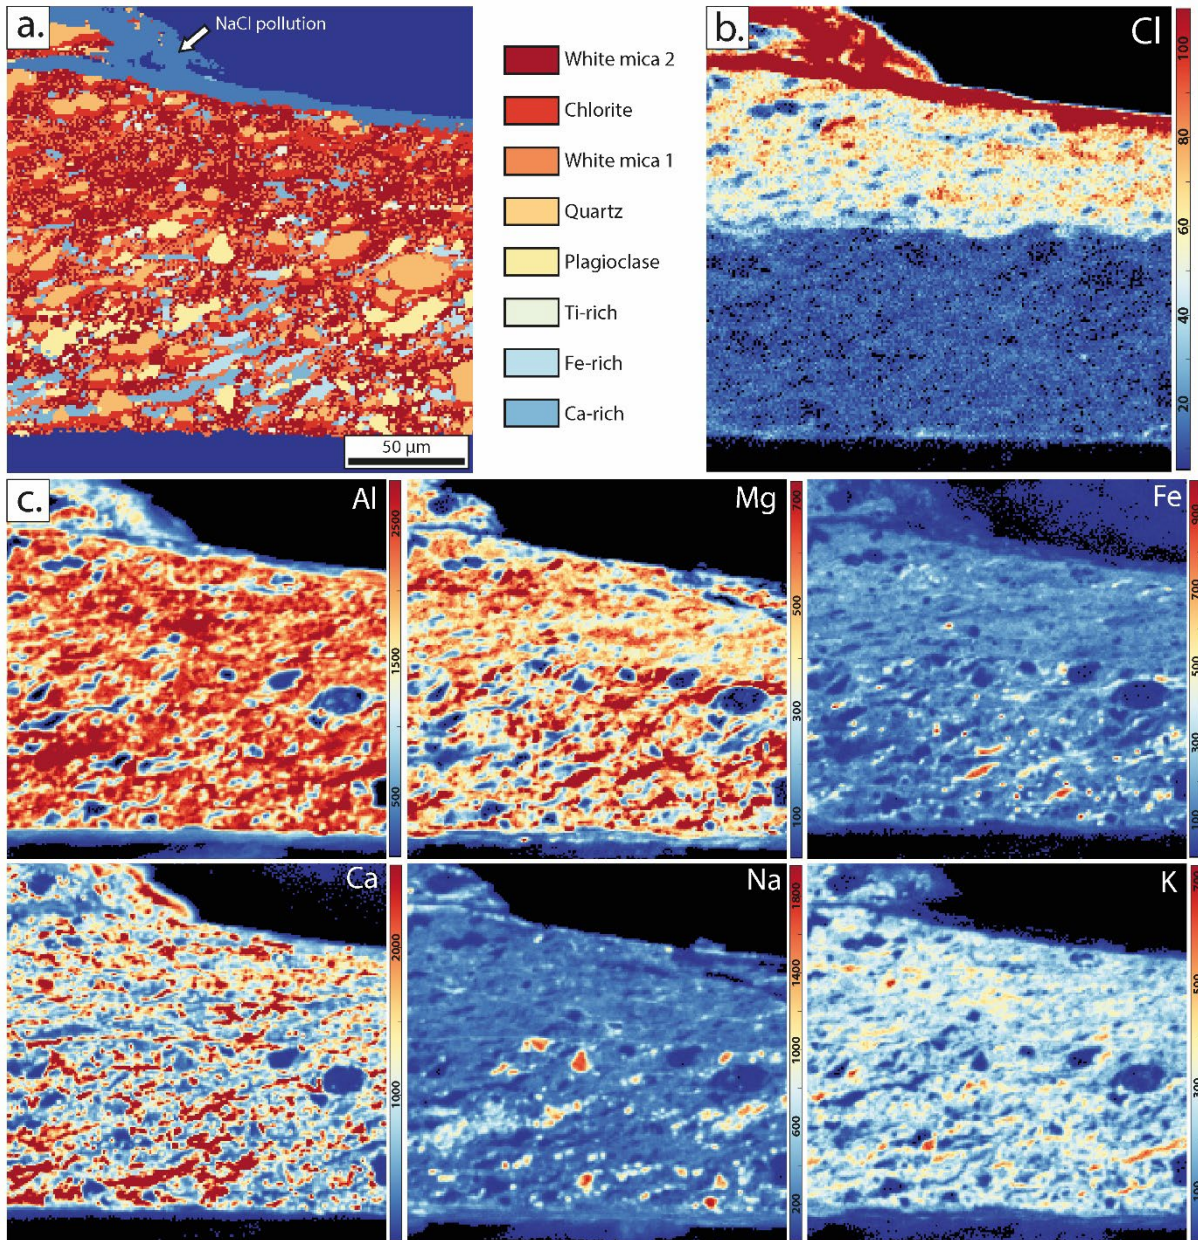 a.
NaCl pollution
50 µm
White mica 2
Chlorite
White mica 1
Quartz
Plagioclase
Ti-rich
Fe-rich
Ca-rich
b.
Cl
100
80
60
40
20
c.
Al
2500
1500
500
Mg
700
500
300
100
Fe
700
500
300
100
Ca
2000
1000
Na
1800
1400
1000
600
200
K
500
300